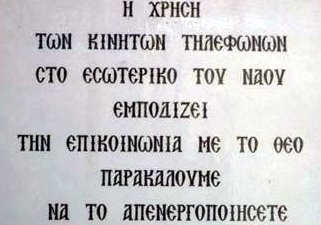 Η ΧΡΗΣΗ
ΤΩΝ ΚΙΝΗΤΩΝ ΤΗΛΕΦΩΝΩΝ
ϹΤΟ ΕϹΩΤΕΡΙΚΟ ΤΟΥ ΝΑΟΥ
ΕΜΠΟΔΙΖΕΙ
ΤΗΝ ΕΠΙΚΟΙΝΩΝΙΑ ΜΕ ΤΟ ΘΕΟ
ΠΑΡΑΚΑΛΟΥΜΕ
ΝΑ ΤΟ ΑΠΕΝΕΡΓΟΠΟΙΗϹΕΤΕ